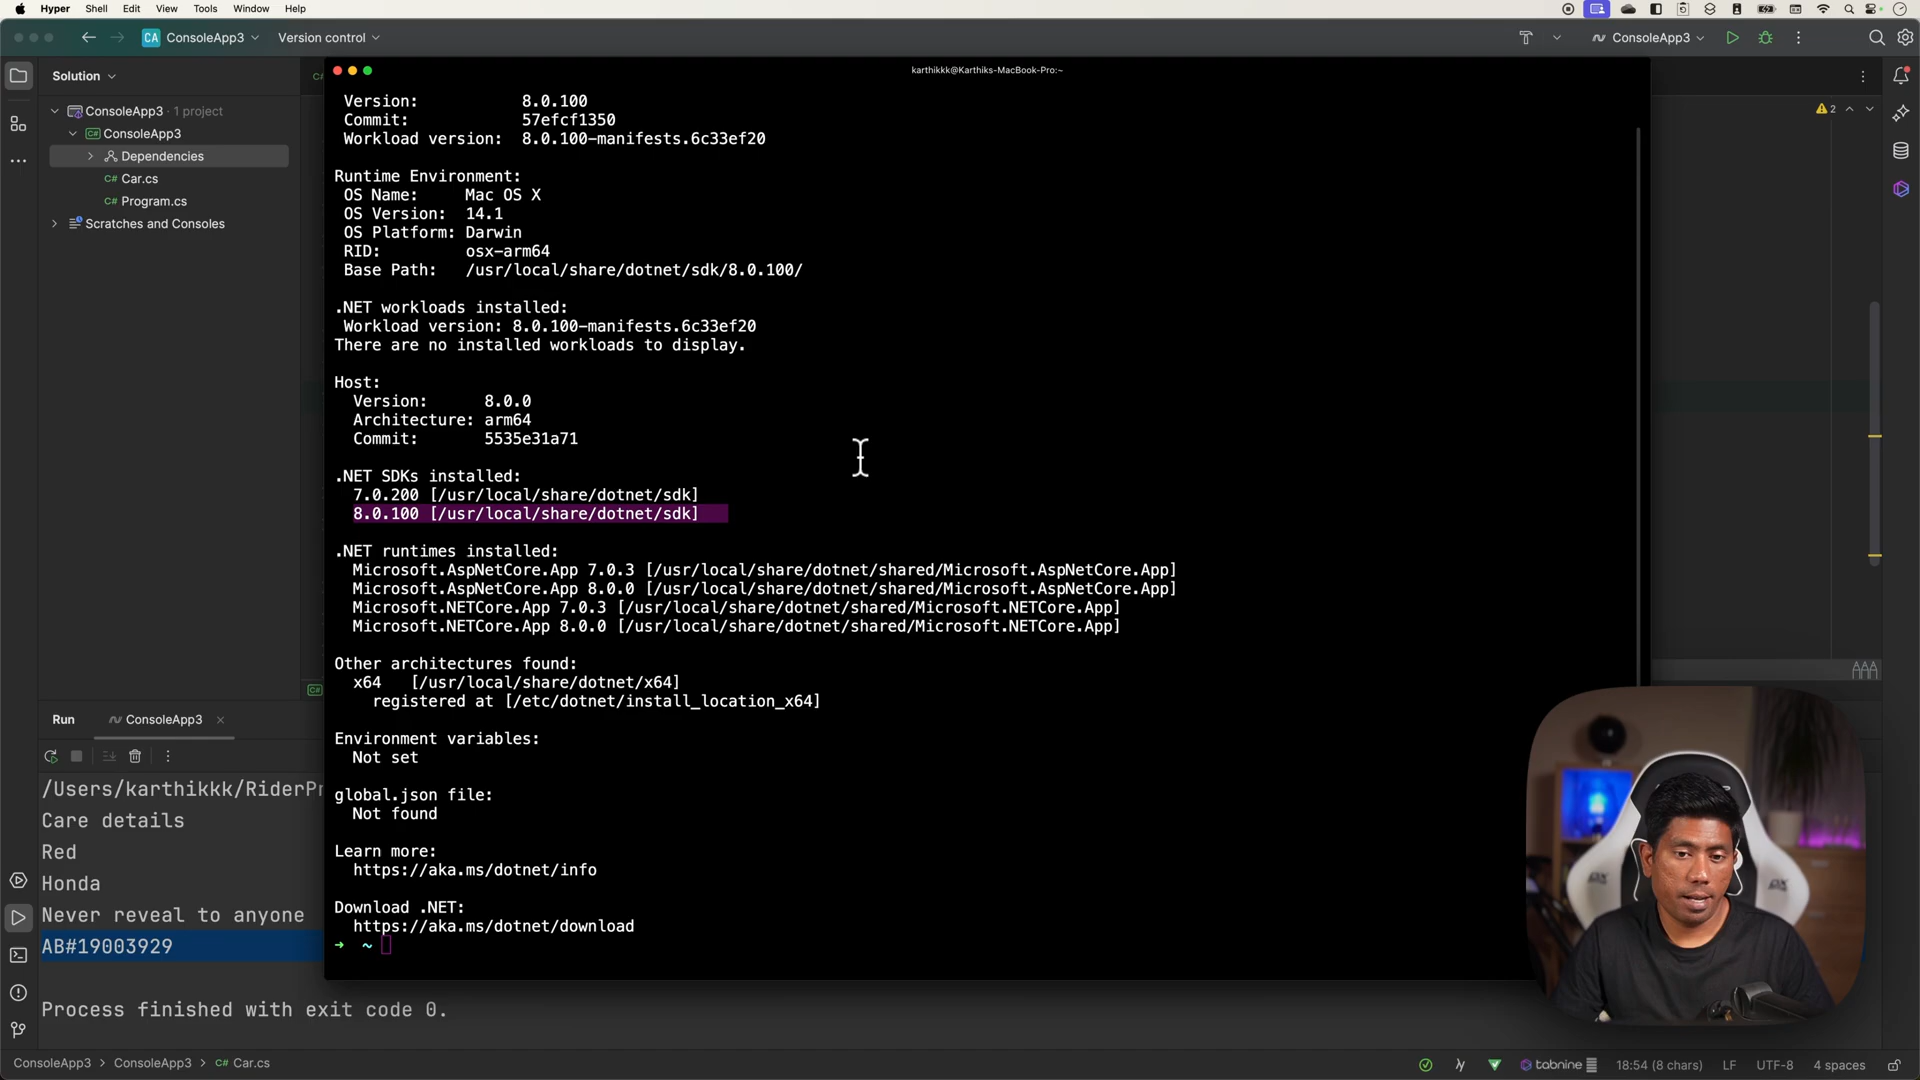 Hyper Shell Edit View Tools Window Help
CA ConsoleApp3 Version control
ConsoleApp3
Solution
karthikkk@Karthiks-MacBook-Pro:~
ConsoleApp3 · 1 project
ConsoleApp3
Dependencies
C# Car.cs
C# Program.cs
Scratches and Consoles
2
Version: 8.0.100
Commit: 57efcf1350
Workload version: 8.0.100-manifests.6c33ef20
Runtime Environment:
OS Name: Mac OS X
OS Version: 14.1
OS Platform: Darwin
RID: osx-arm64
Base Path: /usr/local/share/dotnet/sdk/8.0.100/
.NET workloads installed:
Workload version: 8.0.100-manifests.6c33ef20
There are no installed workloads to display.
Host:
Version: 8.0.0
Architecture: arm64
Commit: 5535e31a71
.NET SDKs installed:
7.0.200 [/usr/local/share/dotnet/sdk]
8.0.100 [/usr/local/share/dotnet/sdk]
.NET runtimes installed:
Microsoft.AspNetCore.App 7.0.3 [/usr/local/share/dotnet/shared/Microsoft.AspNetCore.App]
Microsoft.AspNetCore.App 8.0.0 [/usr/local/share/dotnet/shared/Microsoft.AspNetCore.App]
Microsoft.NETCore.App 7.0.3 [/usr/local/share/dotnet/shared/Microsoft.NETCore.App]
Microsoft.NETCore.App 8.0.0 [/usr/local/share/dotnet/shared/Microsoft.NETCore.App]
Other architectures found:
x64 [/usr/local/share/dotnet/x64]
registered at [/etc/dotnet/install_location_x64]
Environment variables:
Not set
global.json file:
Not found
Learn more:
https://aka.ms/dotnet/info
Download .NET:
https://aka.ms/dotnet/download
➜ ~
Run ConsoleApp3
/Users/karthikkk/RiderPr
Care details
Red
Honda
Never reveal to anyone
AB#19003929
Process finished with exit code 0.
ConsoleApp3 > ConsoleApp3 > C# Car.cs
tabnine 18:54 (8 chars) LF UTF-8 4 spaces